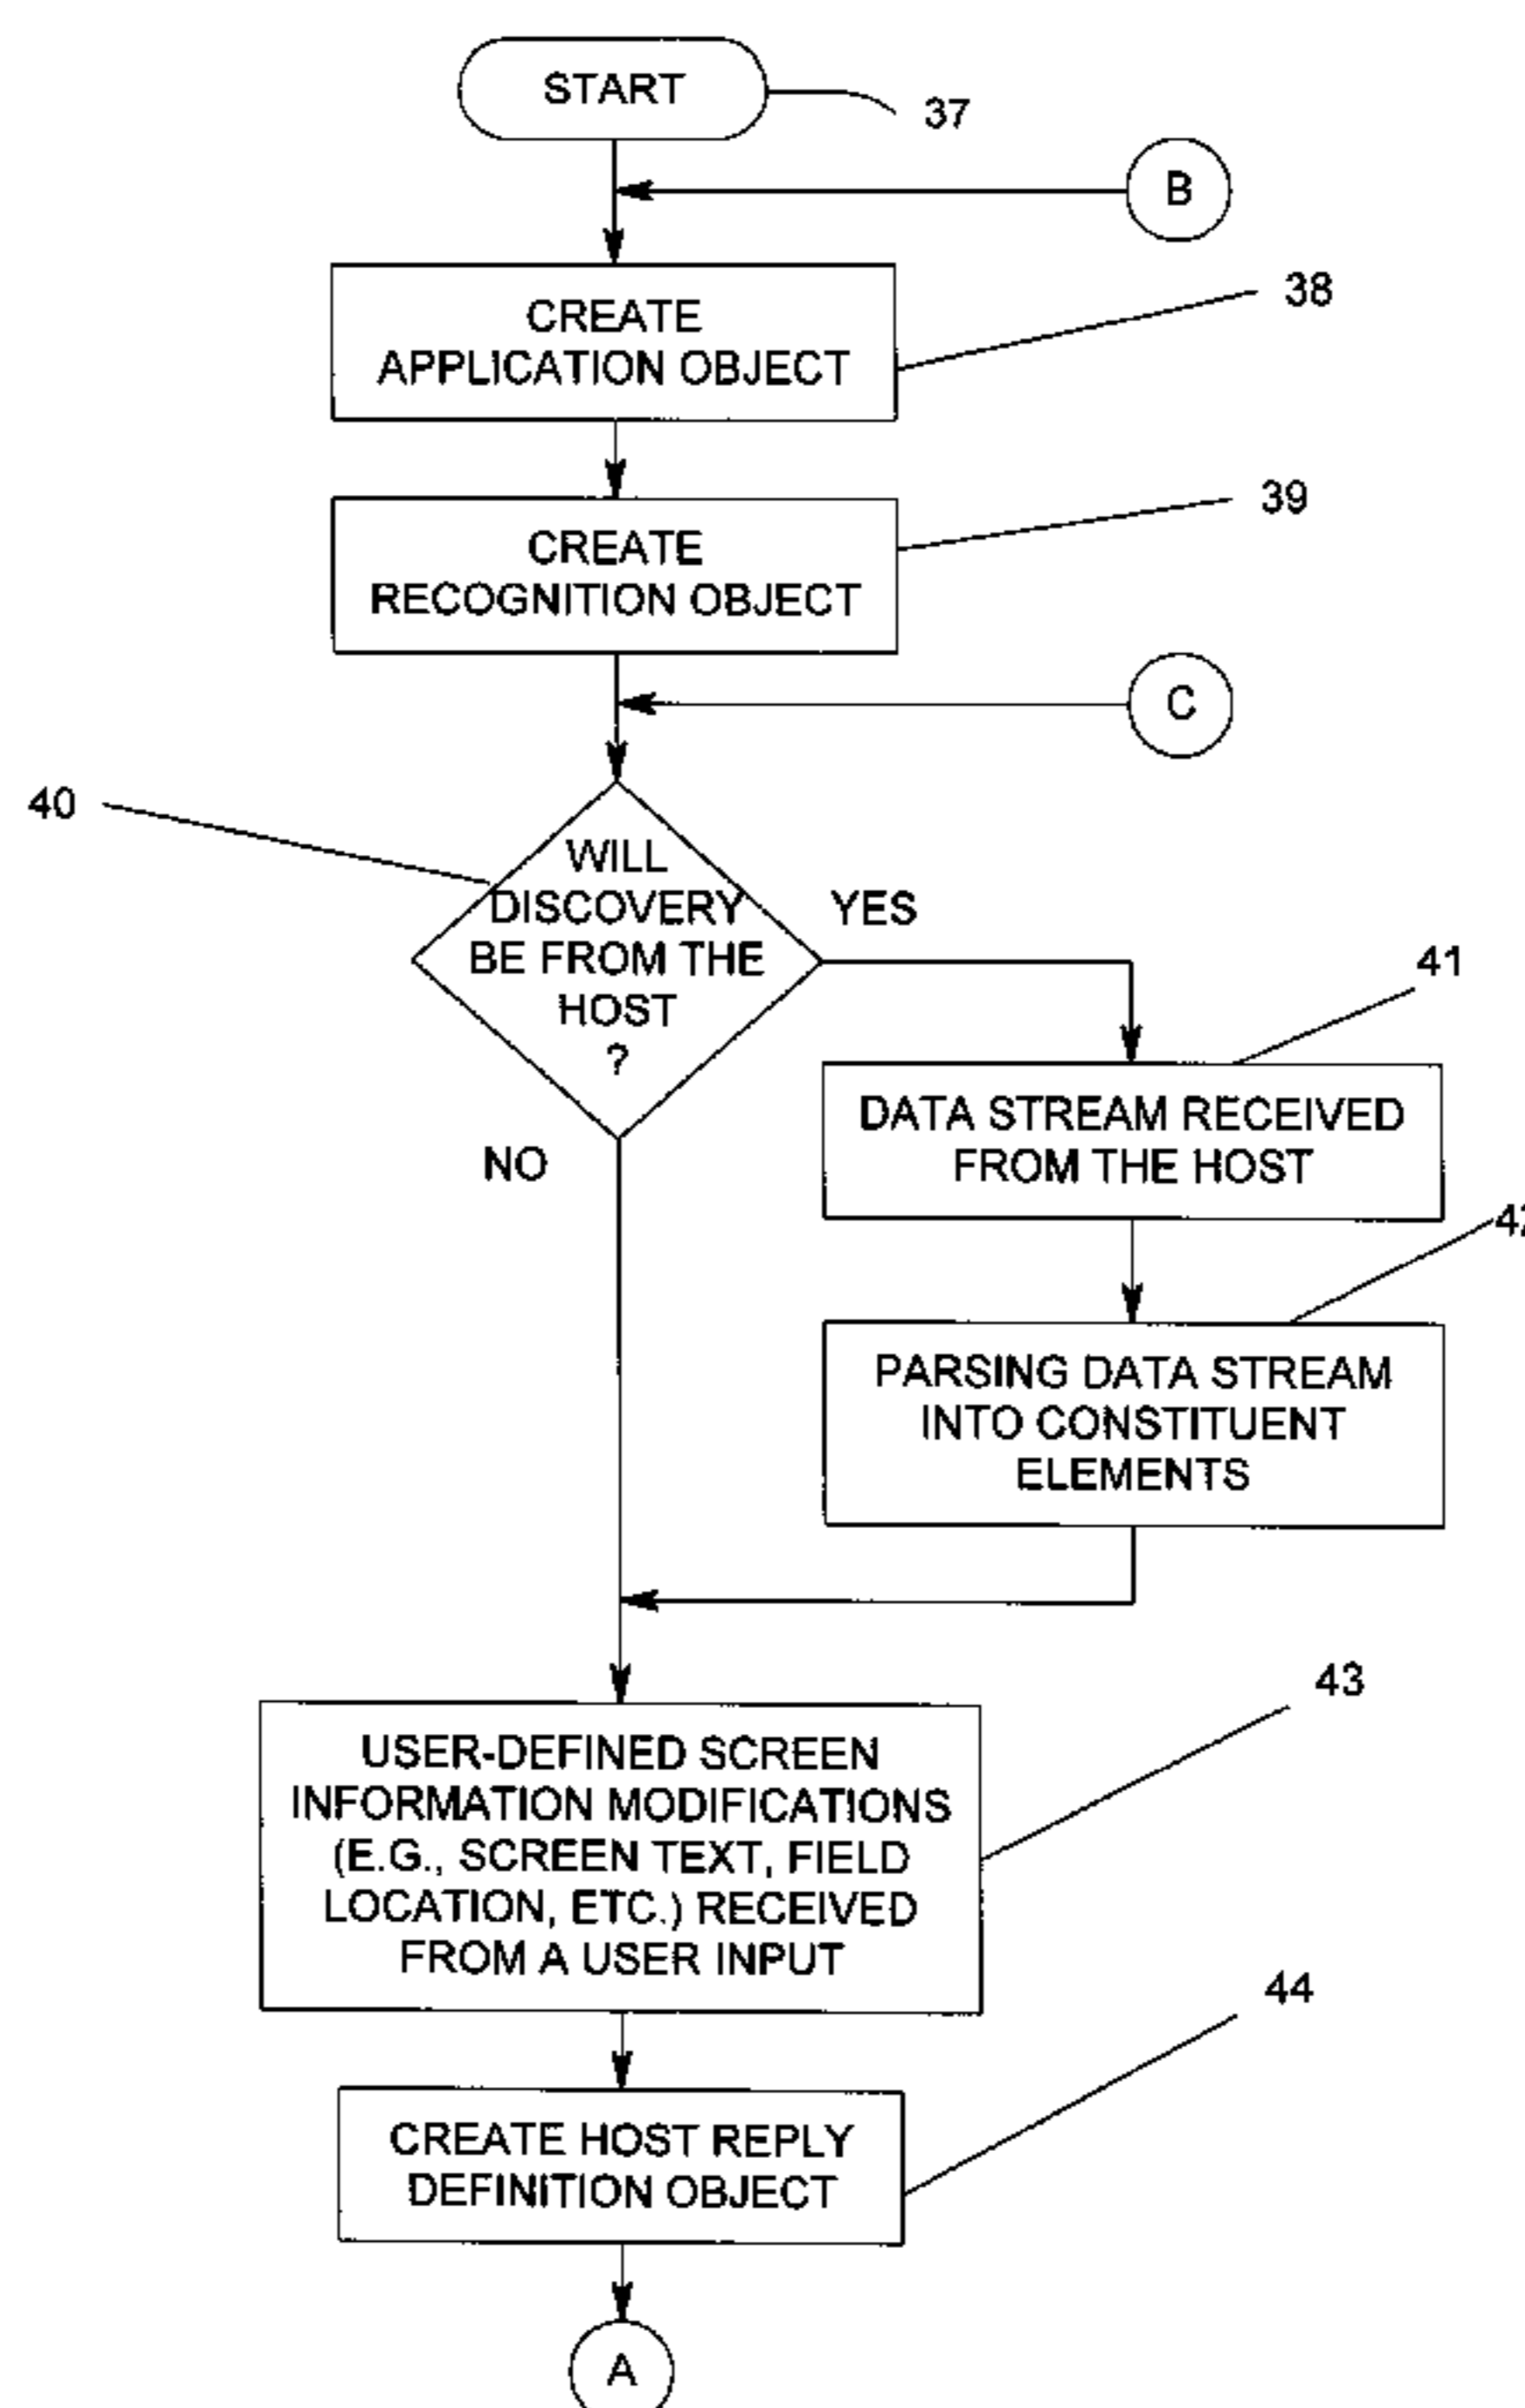 START
37
B
CREATE
APPLICATION OBJECT
38
CREATE
RECOGNITION OBJECT
39
C
40
WILL
DISCOVERY
BE FROM THE
HOST
?
YES
NO
41
DATA STREAM RECEIVED
FROM THE HOST
42
PARSING DATA STREAM
INTO CONSTITUENT
ELEMENTS
43
USER-DEFINED SCREEN
INFORMATION MODIFICATIONS
(E.G., SCREEN TEXT, FIELD
LOCATION, ETC.) RECEIVED
FROM A USER INPUT
44
CREATE HOST REPLY
DEFINITION OBJECT
A